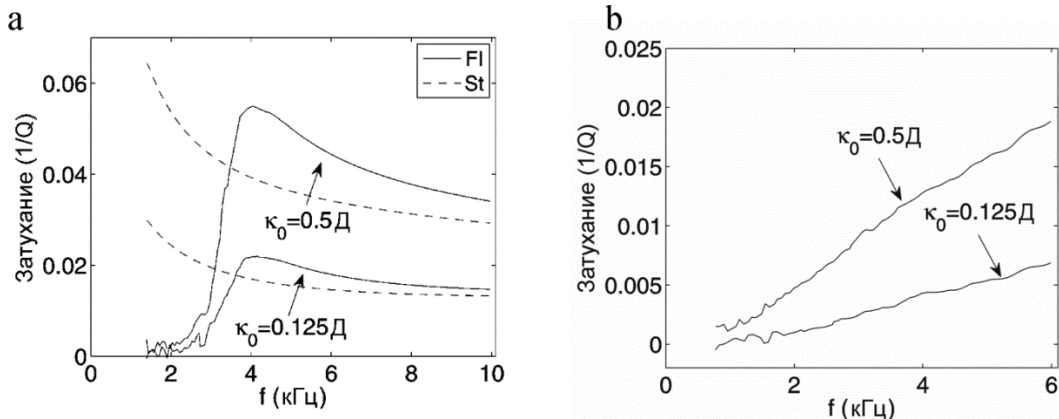 a
Затухание (1/Q)
0.06
0.04
0.02
0
0 2 4 6 8 10
f (кГц)
Fl
St
κ₀=0.5Д
κ₀=0.125Д
b
Затухание (1/Q)
0.025
0.02
0.015
0.01
0.005
0
0 2 4 6
f (кГц)
κ₀=0.5Д
κ₀=0.125Д